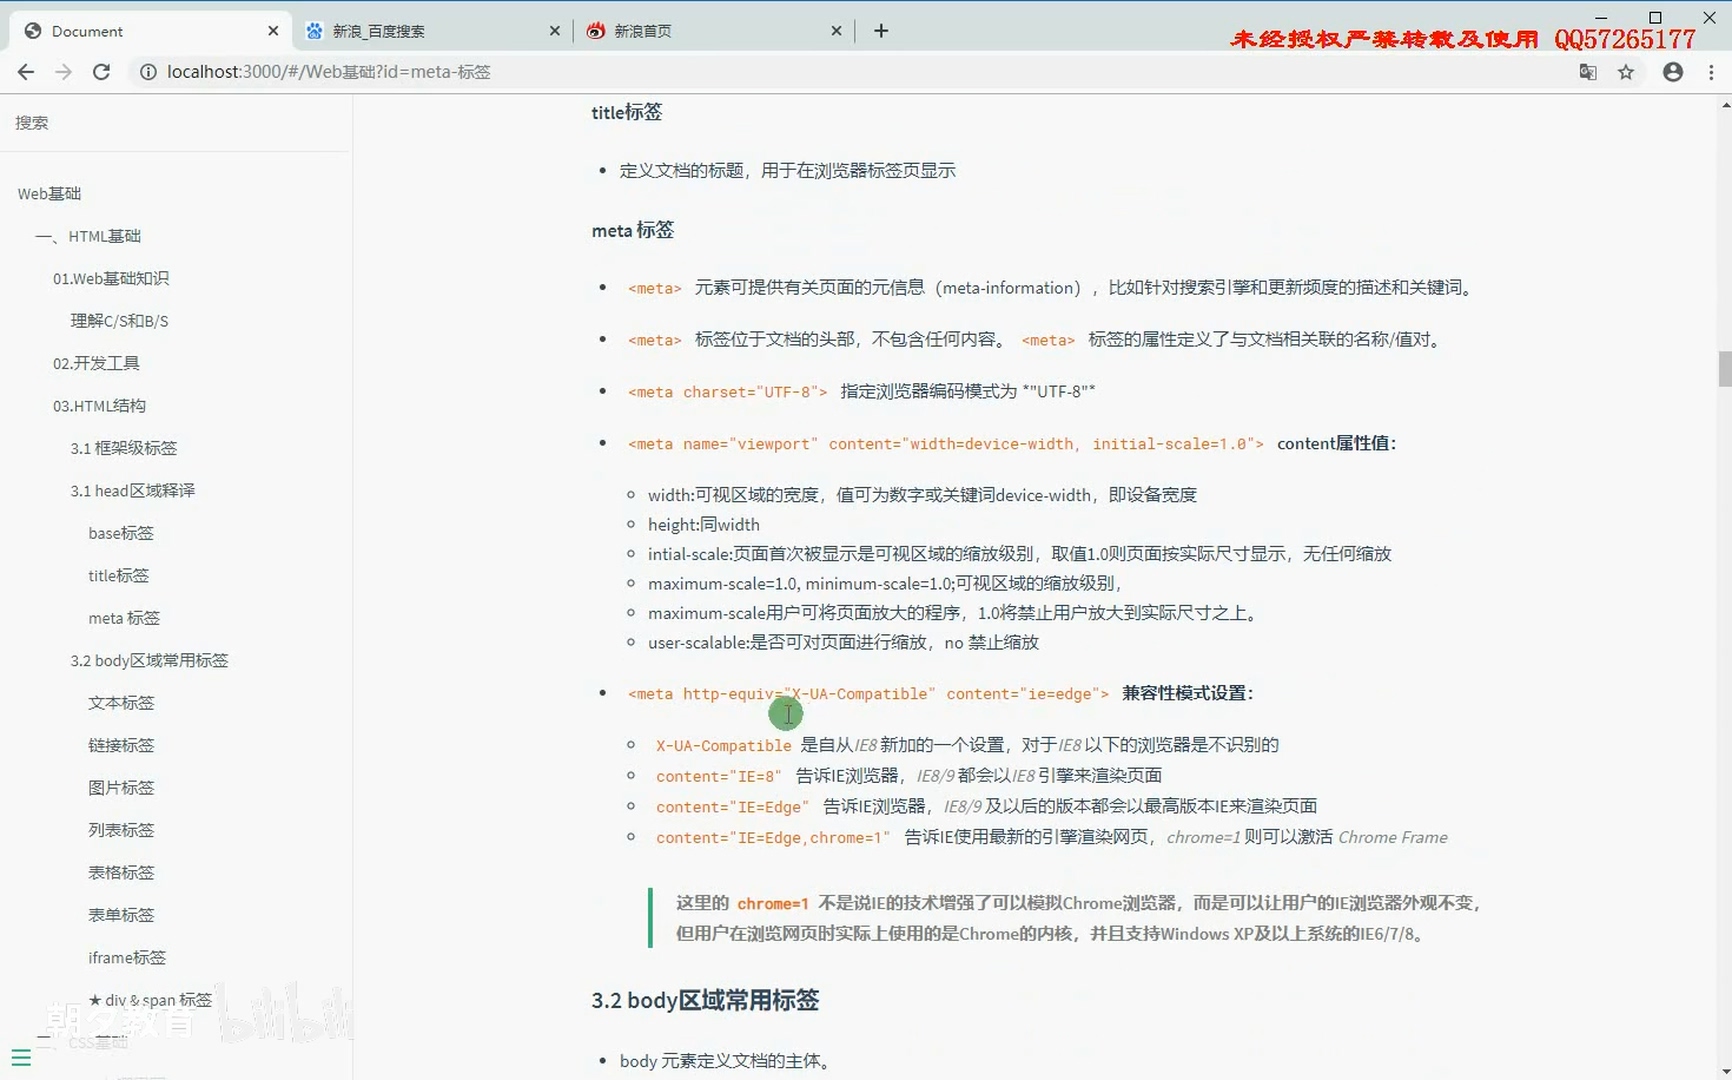 Document
新浪_百度搜索
新浪首页
未经授权严禁转载及使用 QQ57265177
localhost:3000/#/Web基础?id=meta-标签
搜索
Web基础
一、HTML基础
01.Web基础知识
理解C/S和B/S
02.开发工具
03.HTML结构
3.1 框架级标签
3.1 head区域释译
base标签
title标签
meta 标签
3.2 body区域常用标签
文本标签
链接标签
图片标签
列表标签
表格标签
表单标签
iframe标签
★ div & span 标签
二、CSS基础
朝夕教育
bilibili
title标签
定义文档的标题，用于在浏览器标签页显示
meta 标签
<meta> 元素可提供有关页面的元信息（meta-information），比如针对搜索引擎和更新频度的描述和关键词。
<meta> 标签位于文档的头部，不包含任何内容。 <meta> 标签的属性定义了与文档相关联的名称/值对。
<meta charset="UTF-8"> 指定浏览器编码模式为 *"UTF-8"*
<meta name="viewport" content="width=device-width, initial-scale=1.0"> content属性值：
width:可视区域的宽度，值可为数字或关键词device-width，即设备宽度
height:同width
intial-scale:页面首次被显示是可视区域的缩放级别，取值1.0则页面按实际尺寸显示，无任何缩放
maximum-scale=1.0, minimum-scale=1.0;可视区域的缩放级别，
maximum-scale用户可将页面放大的程序，1.0将禁止用户放大到实际尺寸之上。
user-scalable:是否可对页面进行缩放，no 禁止缩放
<meta http-equiv="X-UA-Compatible" content="ie=edge"> 兼容性模式设置：
X-UA-Compatible 是自从IE8 新加的一个设置，对于IE8 以下的浏览器是不识别的
content="IE=8" 告诉IE浏览器，IE8/9 都会以IE8 引擎来渲染页面
content="IE=Edge" 告诉IE浏览器，IE8/9 及以后的版本都会以最高版本IE来渲染页面
content="IE=Edge,chrome=1" 告诉IE使用最新的引擎渲染网页，chrome=1 则可以激活 Chrome Frame
这里的 chrome=1 不是说IE的技术增强了可以模拟Chrome浏览器，而是可以让用户的IE浏览器外观不变，
但用户在浏览网页时实际上使用的是Chrome的内核，并且支持Windows XP及以上系统的IE6/7/8。
3.2 body区域常用标签
body 元素定义文档的主体。